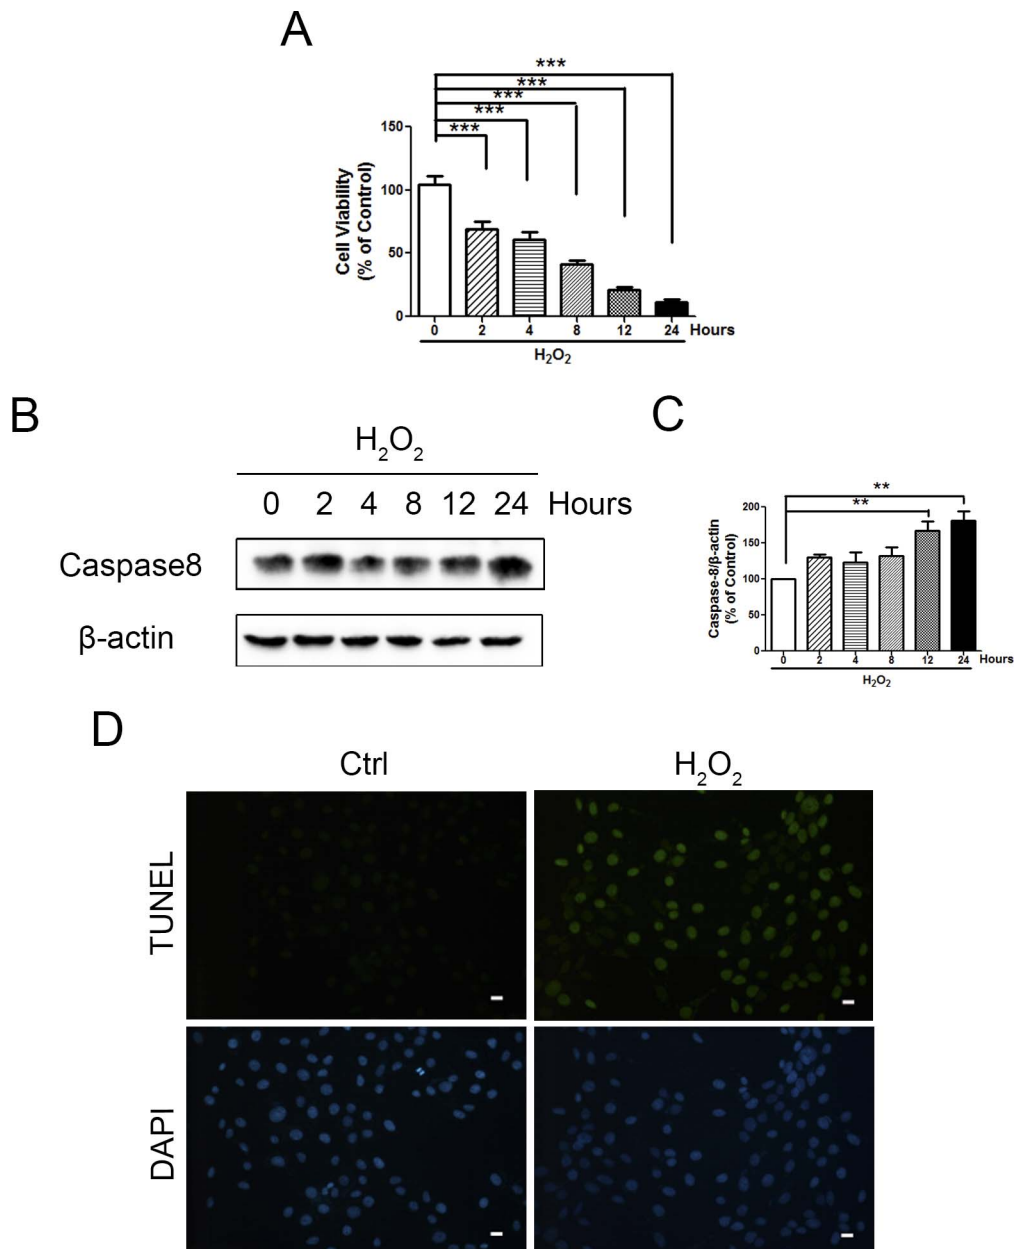 A
***
***
***
***
***
150
100
50
0
Cell Viability
(% of Control)
0 2 4 8 12 24 Hours
H₂O₂
B
H₂O₂
0 2 4 8 12 24 Hours
Caspase8
β-actin
C
**
**
200
150
100
50
0
Caspase-8/β-actin
(% of Control)
0 2 4 8 12 24 Hours
H₂O₂
D
Ctrl H₂O₂
TUNEL
DAPI